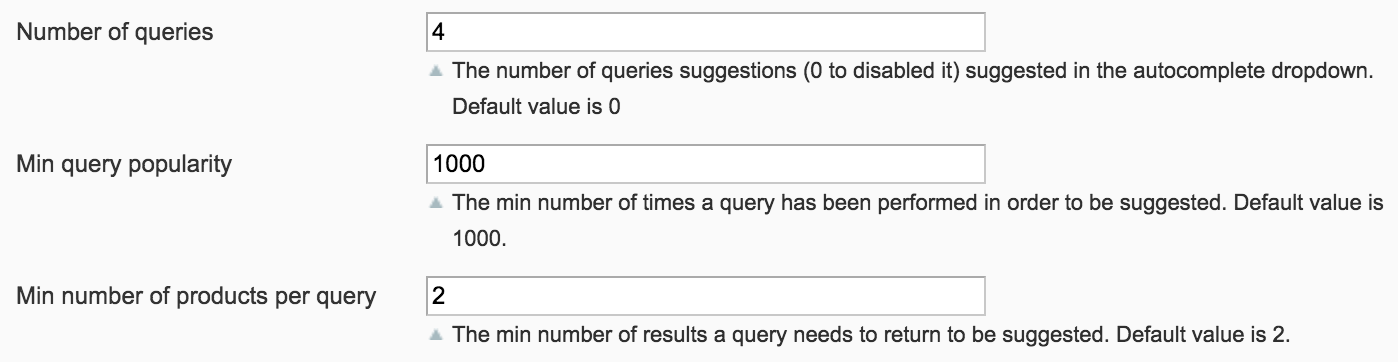 Number of queries
4
The number of queries suggestions (0 to disabled it) suggested in the autocomplete dropdown.
Default value is 0
Min query popularity
1000
The min number of times a query has been performed in order to be suggested. Default value is
1000.
Min number of products per query
2
The min number of results a query needs to return to be suggested. Default value is 2.